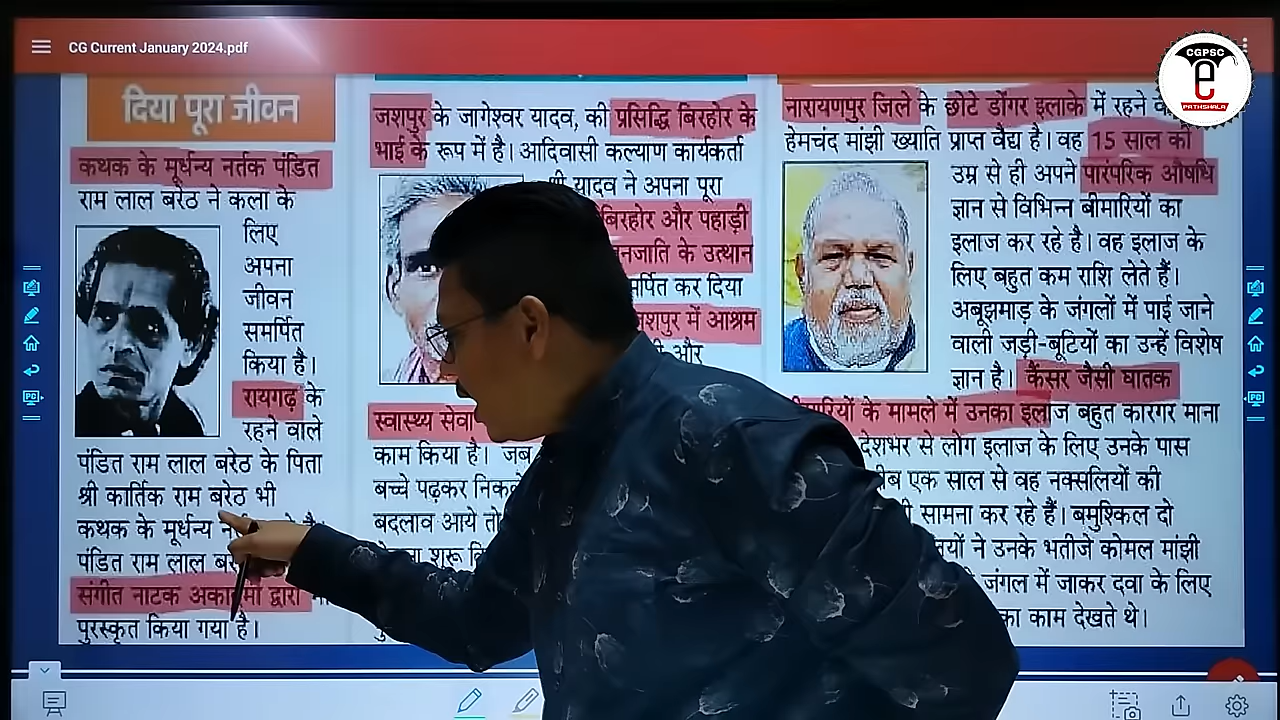 CG Current January 2024.pdf
CGPSC
e
PATHSHALA
दिया पूरा जीवन
कथक के मूर्धन्य नर्तक पंडित
राम लाल बरेठ ने कला के
लिए
अपना
जीवन
समर्पित
किया है।
रायगढ़ के
रहने वाले
पंडित राम लाल बरेठ के पिता
श्री कार्तिक राम बरेठ भी
कथक के मूर्धन्य
पंडित राम लाल
संगीत नाटक अकादमी द्वारा
पुरस्कृत किया गया है।
जशपुर के जागेश्वर यादव, की प्रसिद्धि बिरहोर के
भाई के रूप में है। आदिवासी कल्याण कार्यकर्ता
श्री यादव ने अपना पूरा
बिरहोर और पहाड़ी
के उत्थान
कर दिया
में आश्रम
और
स्वास्थ्य सेवा
काम किया है। जब
बच्चे पढ़कर
बदलाव आये तो
शुरू
नारायणपुर जिले के छोटे डोंगर इलाके में रहने
हेमचंद मांझी ख्याति प्राप्त वैद्य है। वह 15 साल की
उम्र से ही अपने पारंपरिक औषधि
ज्ञान से विभिन्न बीमारियों का
इलाज कर रहे है। वह इलाज के
लिए बहुत कम राशि लेते हैं।
अबूझमाड़ के जंगलों में पाई जाने
वाली जड़ी-बूटियों का उन्हें विशेष
ज्ञान है। कैंसर जैसी घातक
के मामले में उनका इलाज बहुत कारगर माना
देशभर से लोग इलाज के लिए उनके पास
एक साल से वह नक्सलियों की
सामना कर रहे हैं। बमुश्किल दो
ने उनके भतीजे कोमल मांझी
जंगल में जाकर दवा के लिए
का काम देखते थे।